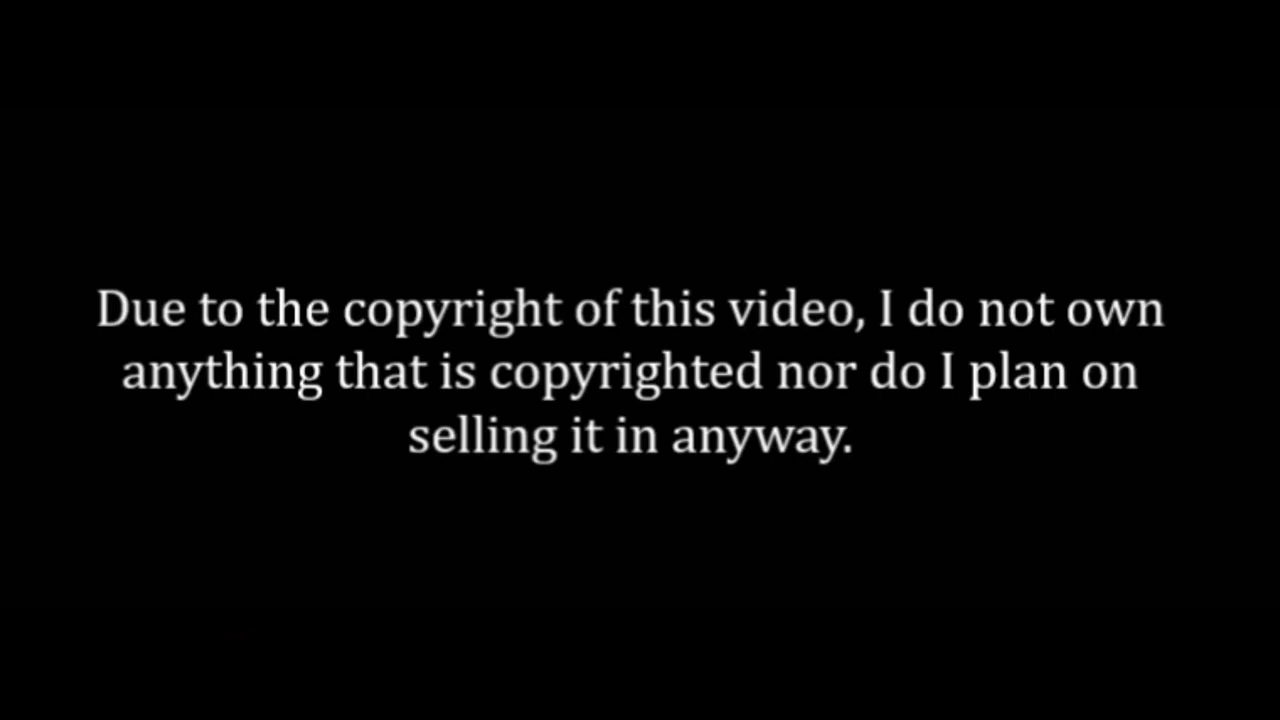 Due to the copyright of this video, I do not own
anything that is copyrighted nor do I plan on
selling it in anyway.